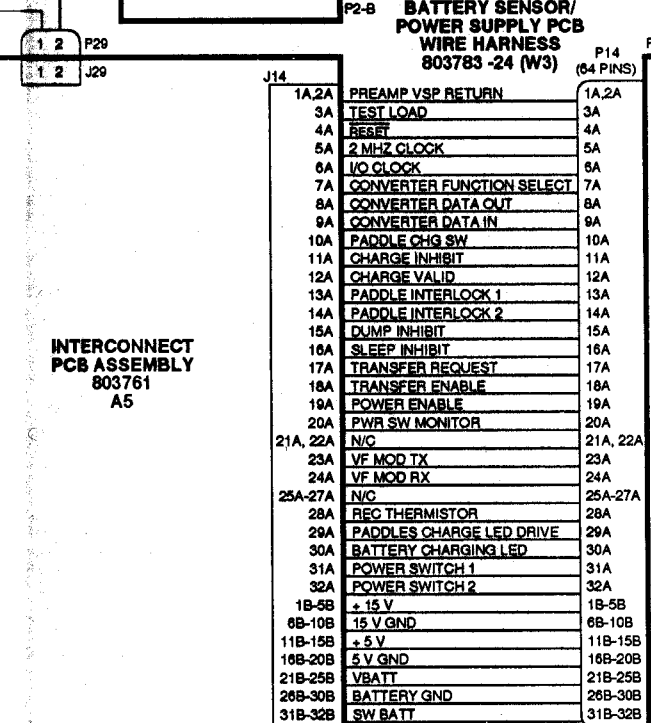 P2-8
BATTERY SENSOR/
POWER SUPPLY PCB
WIRE HARNESS
803783 -24 (W3)
1 2 P29
1 2 J29
J14
P14
(64 PINS)
1A,2A PREAMP VSP RETURN 1A,2A
3A TEST LOAD 3A
4A RESET 4A
5A 2 MHZ CLOCK 5A
6A I/O CLOCK 6A
7A CONVERTER FUNCTION SELECT 7A
8A CONVERTER DATA OUT 8A
9A CONVERTER DATA IN 9A
10A PADDLE CHG SW 10A
11A CHARGE INHIBIT 11A
12A CHARGE VALID 12A
13A PADDLE INTERLOCK 1 13A
14A PADDLE INTERLOCK 2 14A
15A DUMP INHIBIT 15A
16A SLEEP INHIBIT 16A
17A TRANSFER REQUEST 17A
18A TRANSFER ENABLE 18A
19A POWER ENABLE 19A
20A PWR SW MONITOR 20A
21A, 22A N/C 21A, 22A
23A VF MOD TX 23A
24A VF MOD RX 24A
25A-27A N/C 25A-27A
28A REC THERMISTOR 28A
29A PADDLES CHARGE LED DRIVE 29A
30A BATTERY CHARGING LED 30A
31A POWER SWITCH 1 31A
32A POWER SWITCH 2 32A
1B-5B + 15 V 1B-5B
6B-10B 15 V GND 6B-10B
11B-15B + 5 V 11B-15B
16B-20B 5 V GND 16B-20B
21B-25B VBATT 21B-25B
26B-30B BATTERY GND 26B-30B
31B-32B SW BATT 31B-32B
INTERCONNECT
PCB ASSEMBLY
803761
A5